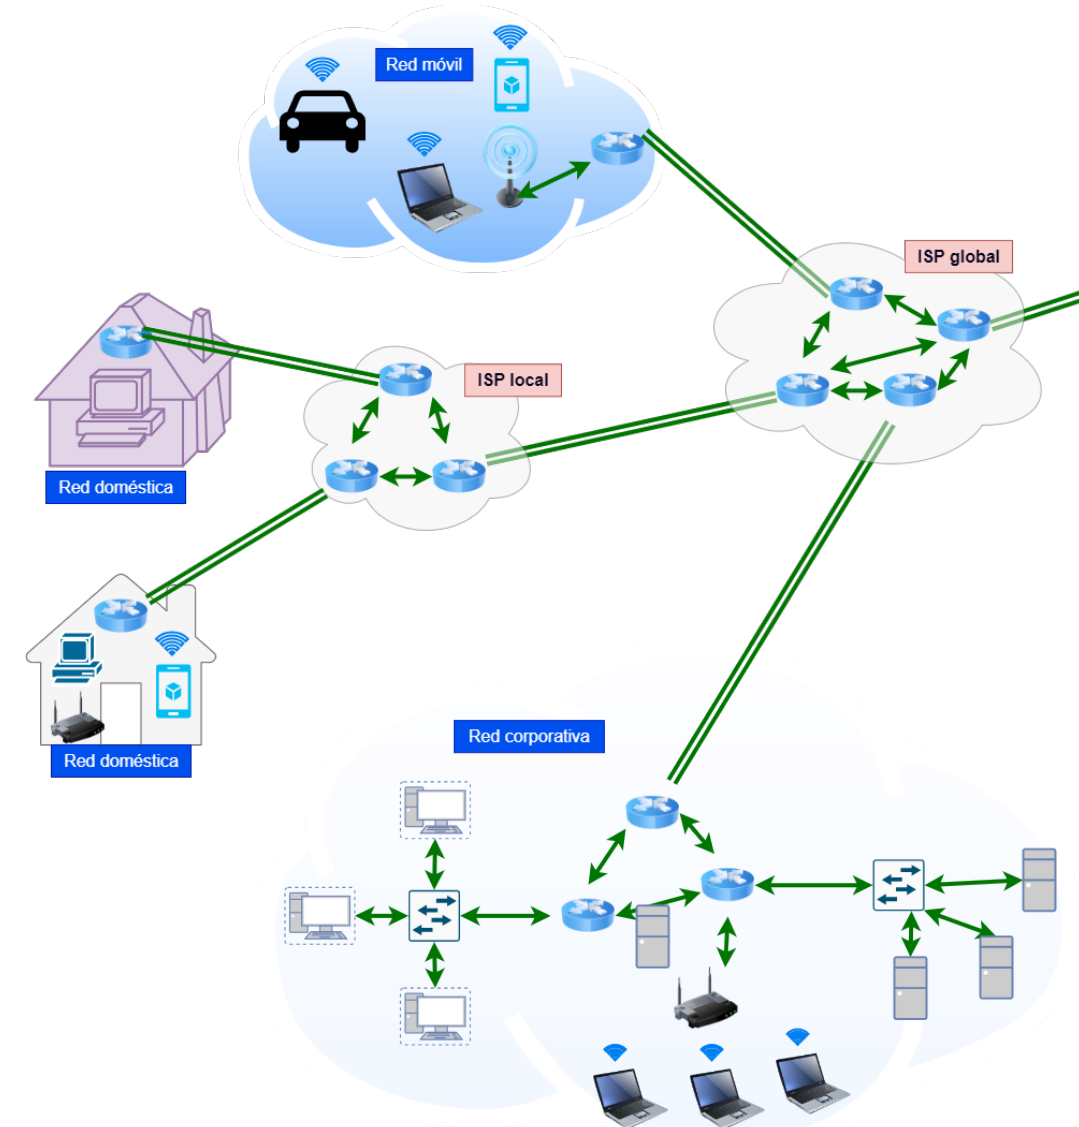 Red móvil
ISP global
ISP local
Red doméstica
Red doméstica
Red corporativa